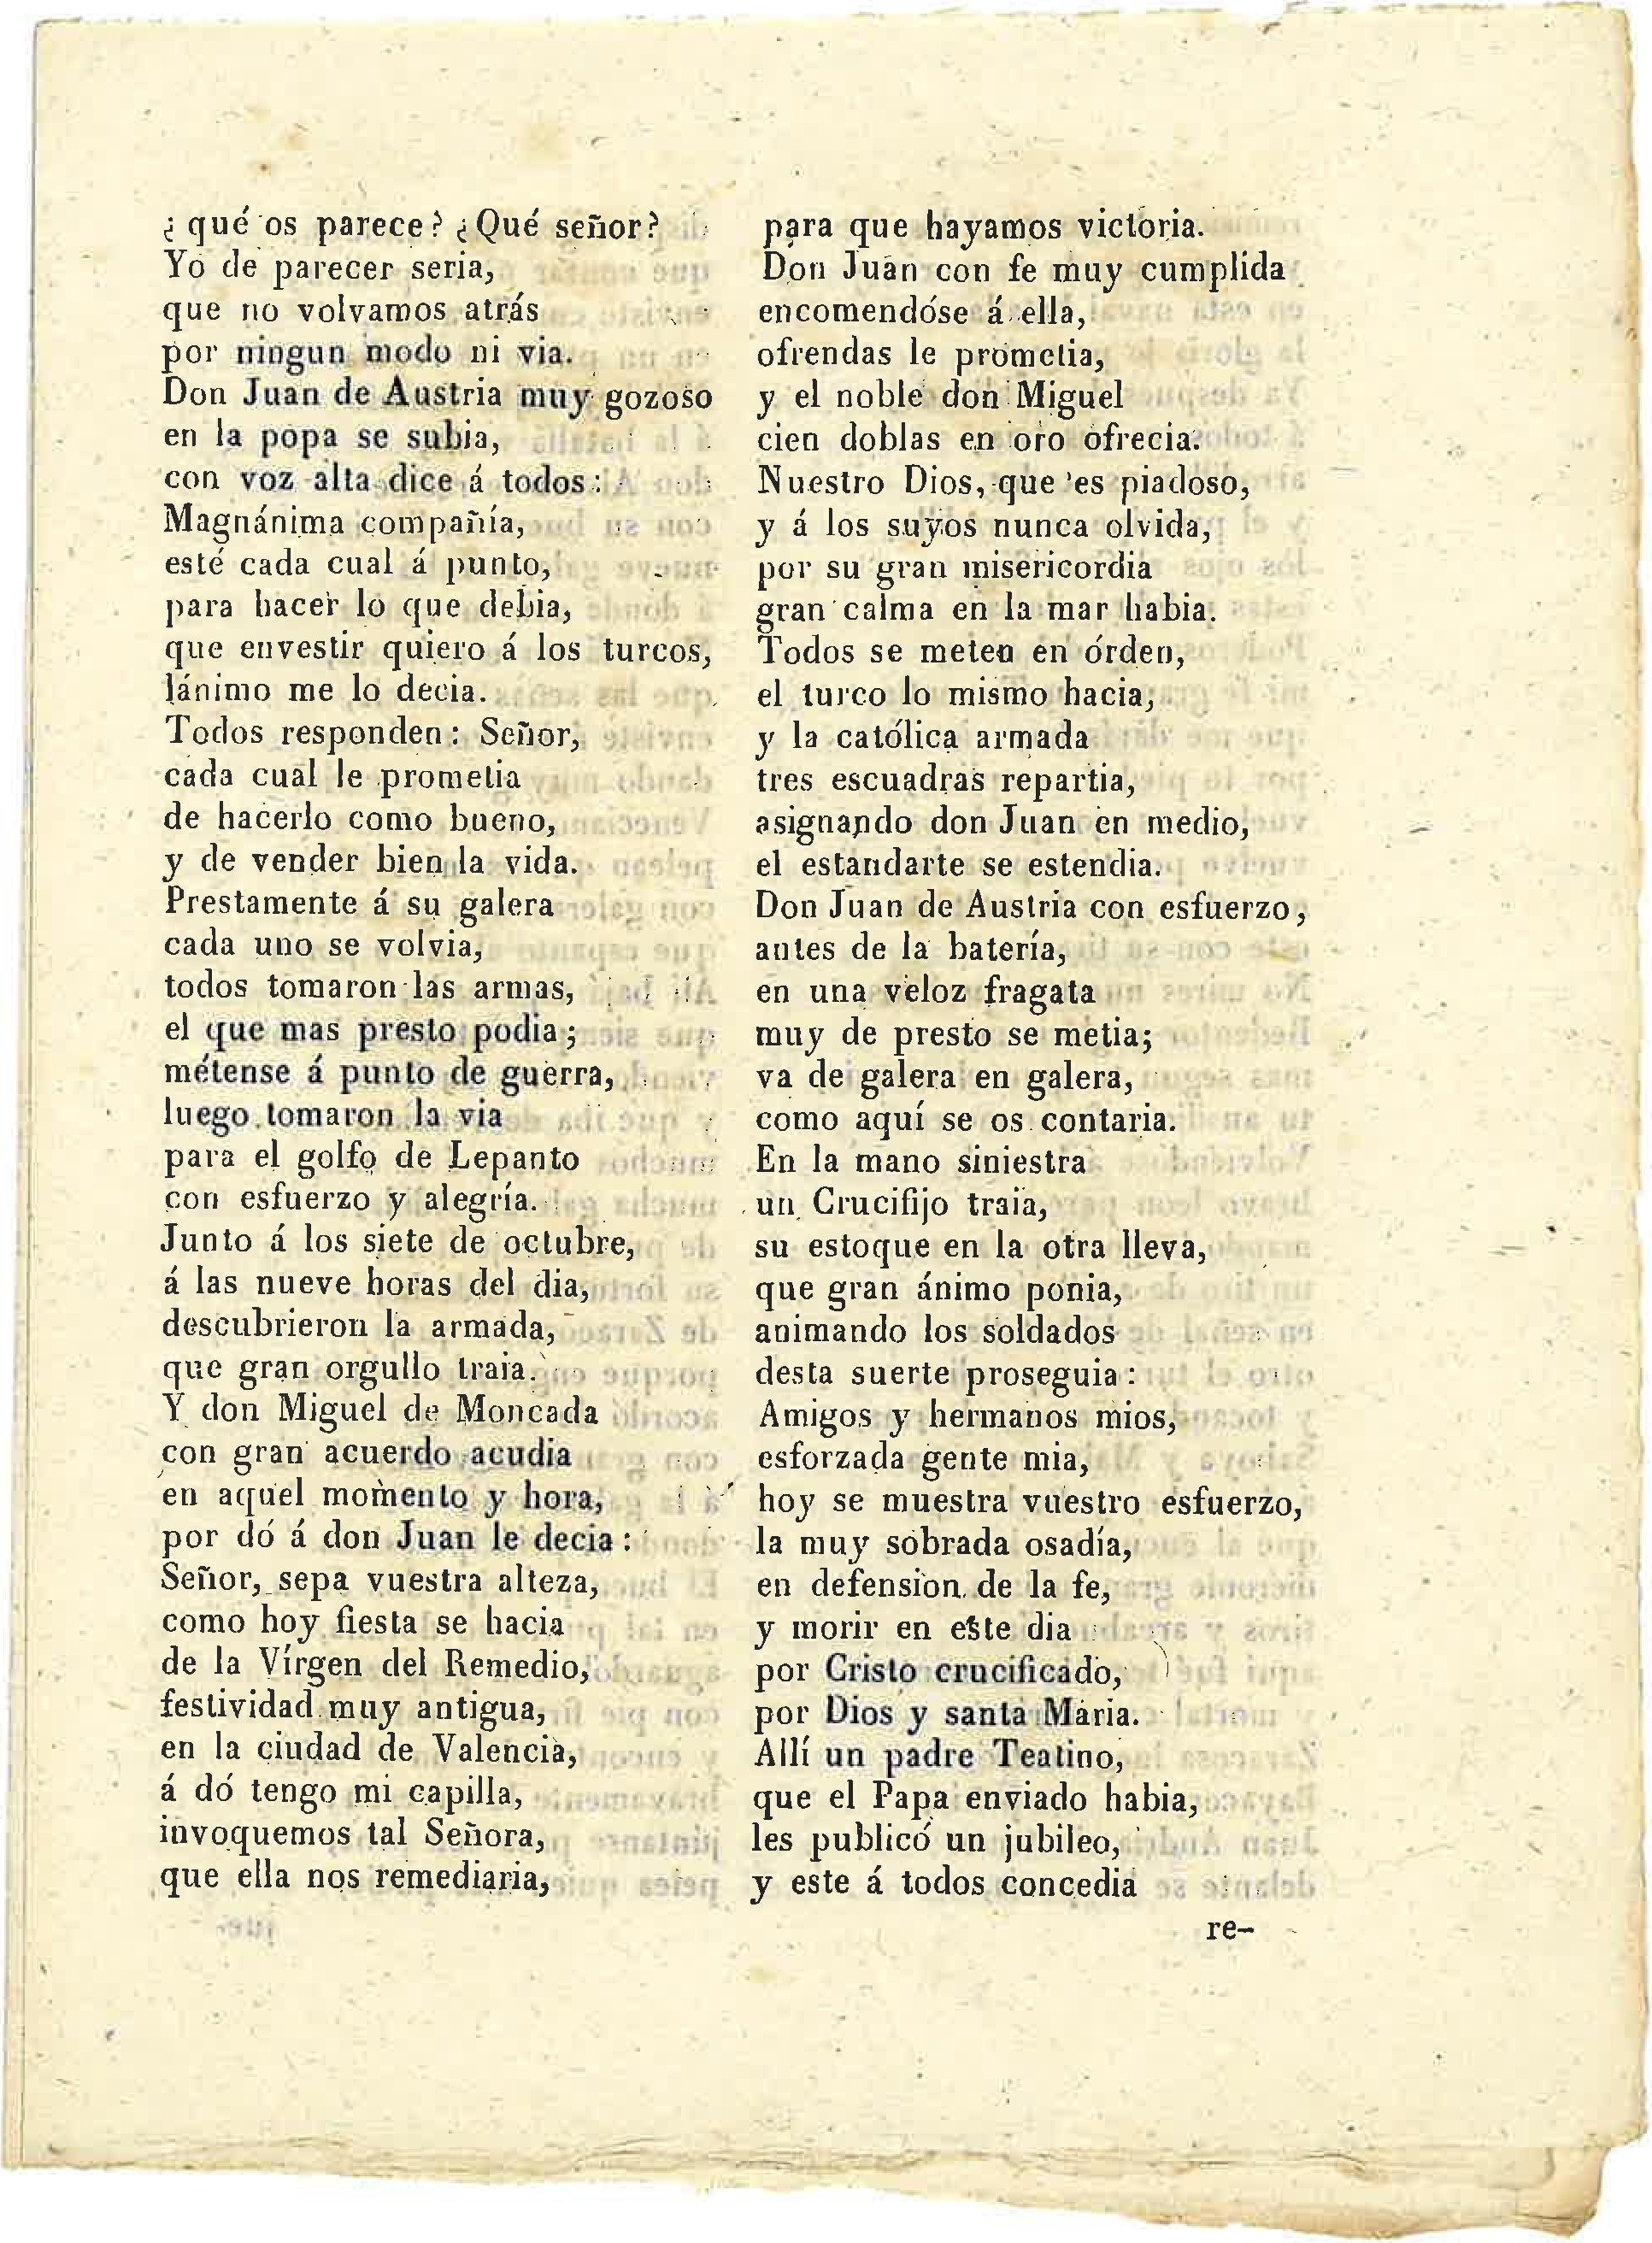 ¿qué os parece? ¿Qué señor?
Yo de parecer seria,
que no volvamos atrás
por ningun modo ni via.
Don Juan de Austria muy gozoso
en la popa se subia,
con voz alta dice á todos:
Magnánima compañía,
esté cada cual á punto,
para hacer lo que debia,
que envestir quiero á los turcos,
lánimo me lo decia.
Todos responden: Señor,
cada cual le prometia
de hacerlo como bueno,
y de vender bien la vida.
Prestamente á su galera
cada uno se volvia,
todos tomaron las armas,
el que mas presto podia;
métense á punto de guerra,
luego tomaron la via
para el golfo de Lepanto
con esfuerzo y alegría.
Junto á los siete de octubre,
á las nueve horas del dia,
descubrieron la armada,
que gran orgullo traia.
Y don Miguel de Moncada
con gran acuerdo acudia
en aquel momento y hora,
por dó á don Juan le decia:
Señor, sepa vuestra alteza,
como hoy fiesta se hacia
de la Vírgen del Remedio,
festividad muy antigua,
en la ciudad de Valencia,
á dó tengo mi capilla,
invoquemos tal Señora,
que ella nos remediaria,
para que hayamos victoria.
Don Juan con fe muy cumplida
encomendóse á ella,
ofrendas le prometia,
y el noble don Miguel
cien doblas en oro ofrecia.
Nuestro Dios, que es piadoso,
y á los suyos nunca olvida,
por su gran misericordia
gran calma en la mar habia.
Todos se meten en órden,
el turco lo mismo hacia,
y la católica armada
tres escuadras repartia,
asignando don Juan en medio,
el estandarte se estendia.
Don Juan de Austria con esfuerzo,
antes de la batería,
en una veloz fragata
muy de presto se metia;
va de galera en galera,
como aquí se os contaria.
En la mano siniestra
un Crucifijo traia,
su estoque en la otra lleva,
que gran ánimo ponia,
animando los soldados
desta suerte proseguia:
Amigos y hermanos mios,
esforzada gente mia,
hoy se muestra vuestro esfuerzo,
la muy sobrada osadía,
en defension de la fe,
y morir en este dia
por Cristo crucificado,
por Dios y santa Maria.
Allí un padre Teatino,
que el Papa enviado habia,
les publicó un jubileo,
y este á todos concedia
re-